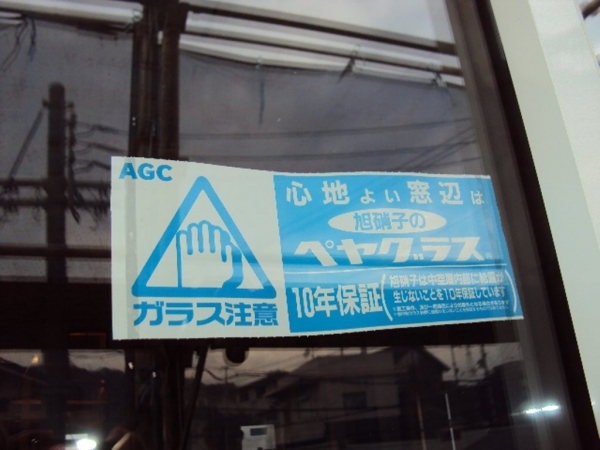 AGC
ガラス注意
心地よい窓辺は
旭硝子の
ペヤグラス
10年保証
旭硝子は中空層内部に結露が
生じないことを10年保証しています